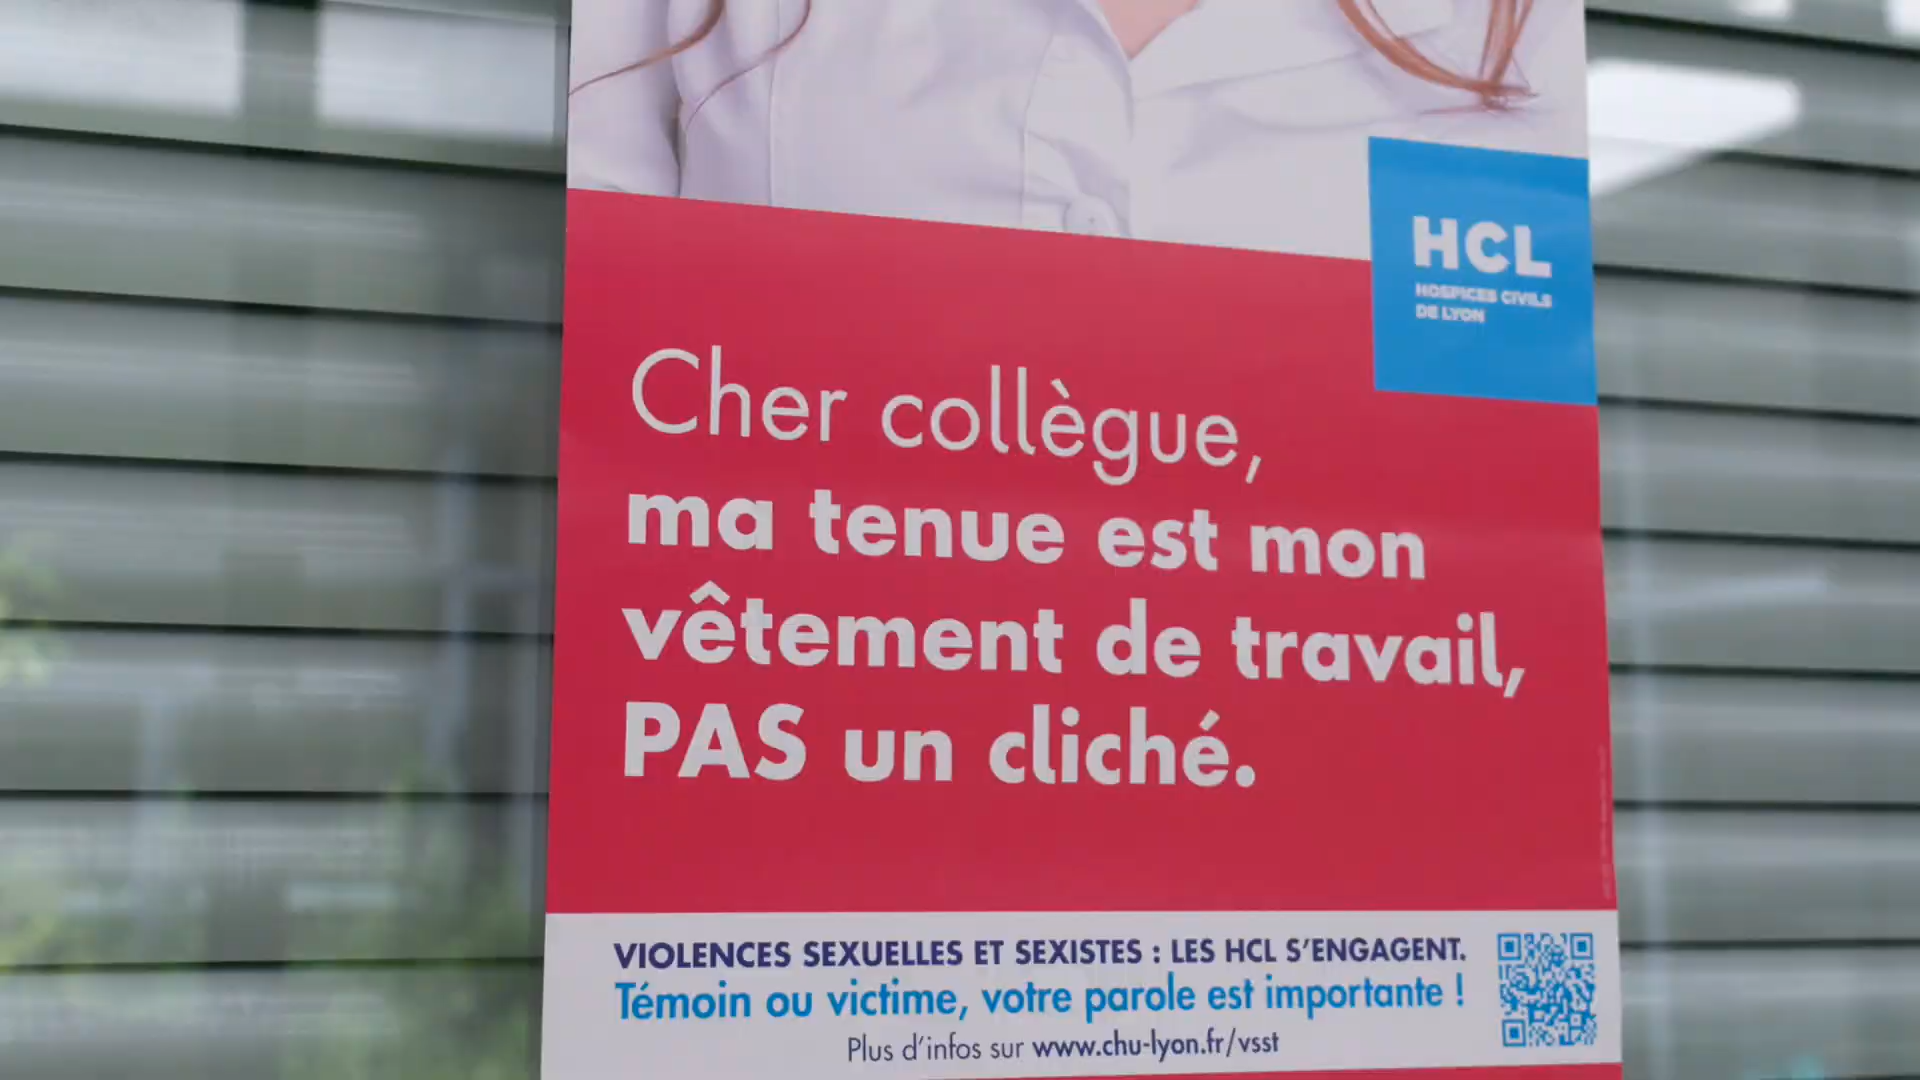 HCL
HOSPICES CIVILS
DE LYON
Cher collègue,
ma tenue est mon
vêtement de travail,
PAS un cliché.
VIOLENCES SEXUELLES ET SEXISTES : LES HCL S'ENGAGENT.
Témoin ou victime, votre parole est importante !
Plus d'infos sur www.chu-lyon.fr/vsst